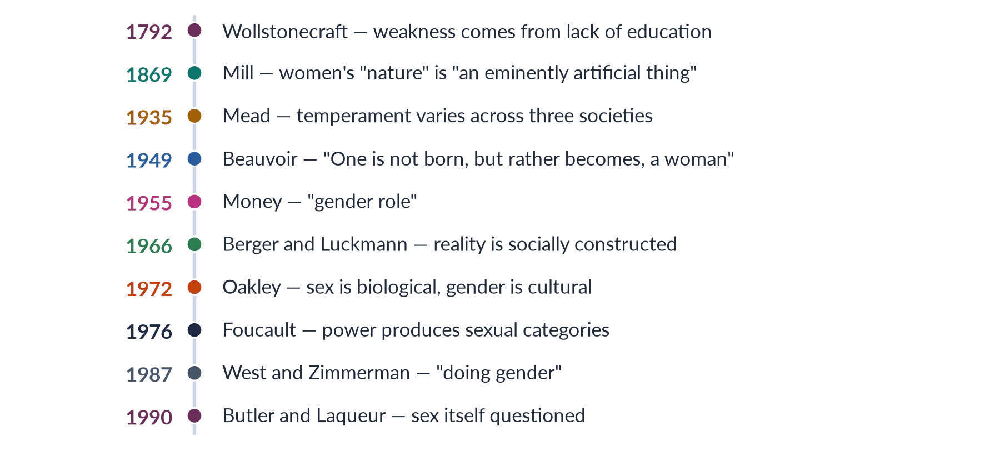 1792 Wollstonecraft — weakness comes from lack of education
1869 Mill — women's "nature" is "an eminently artificial thing"
1935 Mead — temperament varies across three societies
1949 Beauvoir — "One is not born, but rather becomes, a woman"
1955 Money — "gender role"
1966 Berger and Luckmann — reality is socially constructed
1972 Oakley — sex is biological, gender is cultural
1976 Foucault — power produces sexual categories
1987 West and Zimmerman — "doing gender"
1990 Butler and Laqueur — sex itself questioned